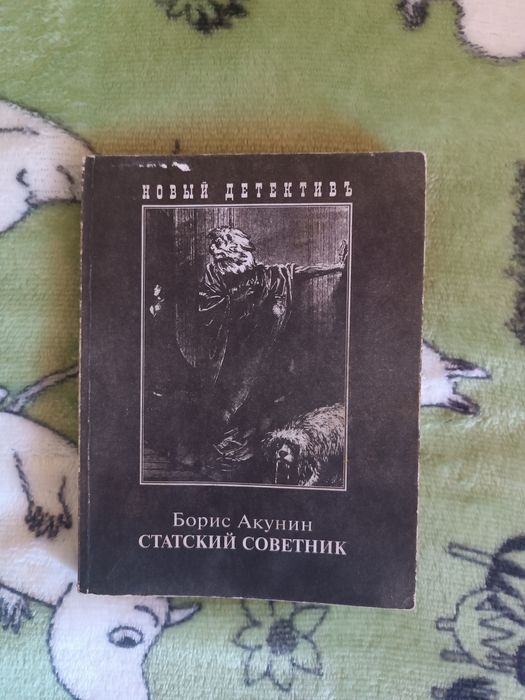 НОВЫЙ ДЕТЕКТИВЪ
Борис Акунин
СТАТСКИЙ СОВЕТНИК